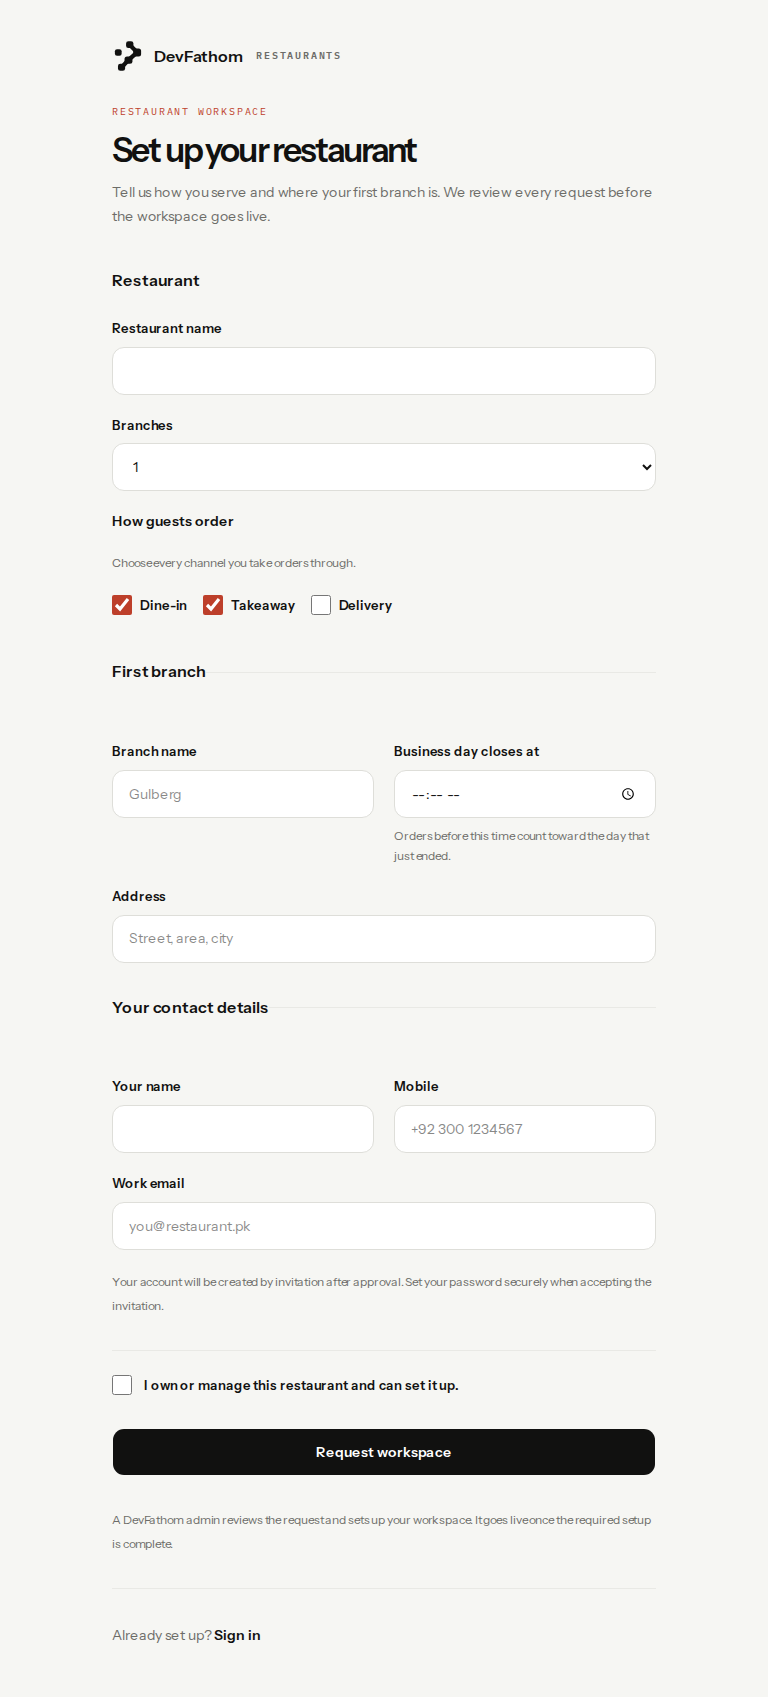 DevFathom RESTAURANTS
RESTAURANT WORKSPACE
Set up your restaurant
Tell us how you serve and where your first branch is. We review every request before
the workspace goes live.
Restaurant
Restaurant name
Branches
1
How guests order
Choose every channel you take orders through.
Dine-in Takeaway Delivery
First branch
Branch name Business day closes at
Gulberg --:-- --
Orders before this time count toward the day that
just ended.
Address
Street, area, city
Your contact details
Your name Mobile
+92 300 1234567
Work email
you@restaurant.pk
Your account will be created by invitation after approval. Set your password securely when accepting the
invitation.
I own or manage this restaurant and can set it up.
Request workspace
A DevFathom admin reviews the request and sets up your workspace. It goes live once the required setup
is complete.
Already set up? Sign in